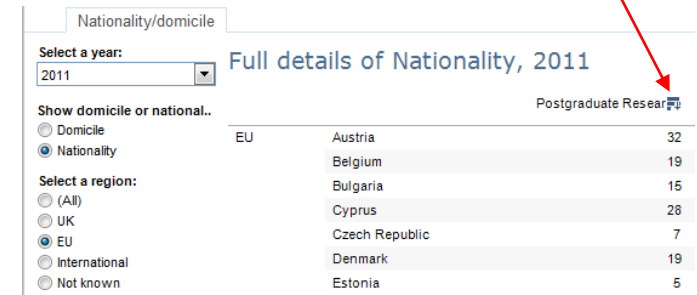 Nationality/domicile
Select a year:
2011
Show domicile or national..
Domicile
Nationality
Select a region:
(All)
UK
EU
International
Not known
Full details of Nationality, 2011
Postgraduate Resear
EU Austria 32
Belgium 19
Bulgaria 15
Cyprus 28
Czech Republic 7
Denmark 19
Estonia 5